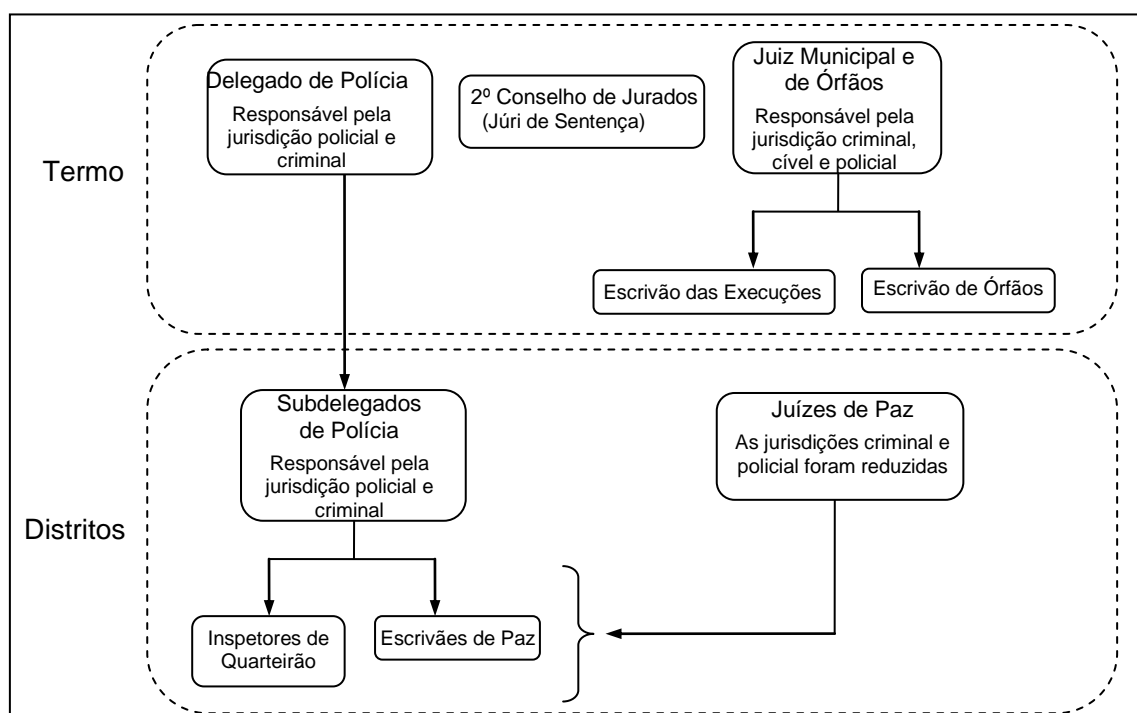 Termo
Delegado de Polícia
Responsável pela
jurisdição policial e
criminal
2º Conselho de Jurados
(Júri de Sentença)
Juiz Municipal e
de Órfãos
Responsável pela
jurisdição criminal,
cível e policial
Escrivão das Execuções
Escrivão de Órfãos
Distritos
Subdelegados
de Polícia
Responsável pela
jurisdição policial e
criminal
Juízes de Paz
As jurisdições criminal e
policial foram reduzidas
Inspetores de
Quarteirão
Escrivães de Paz